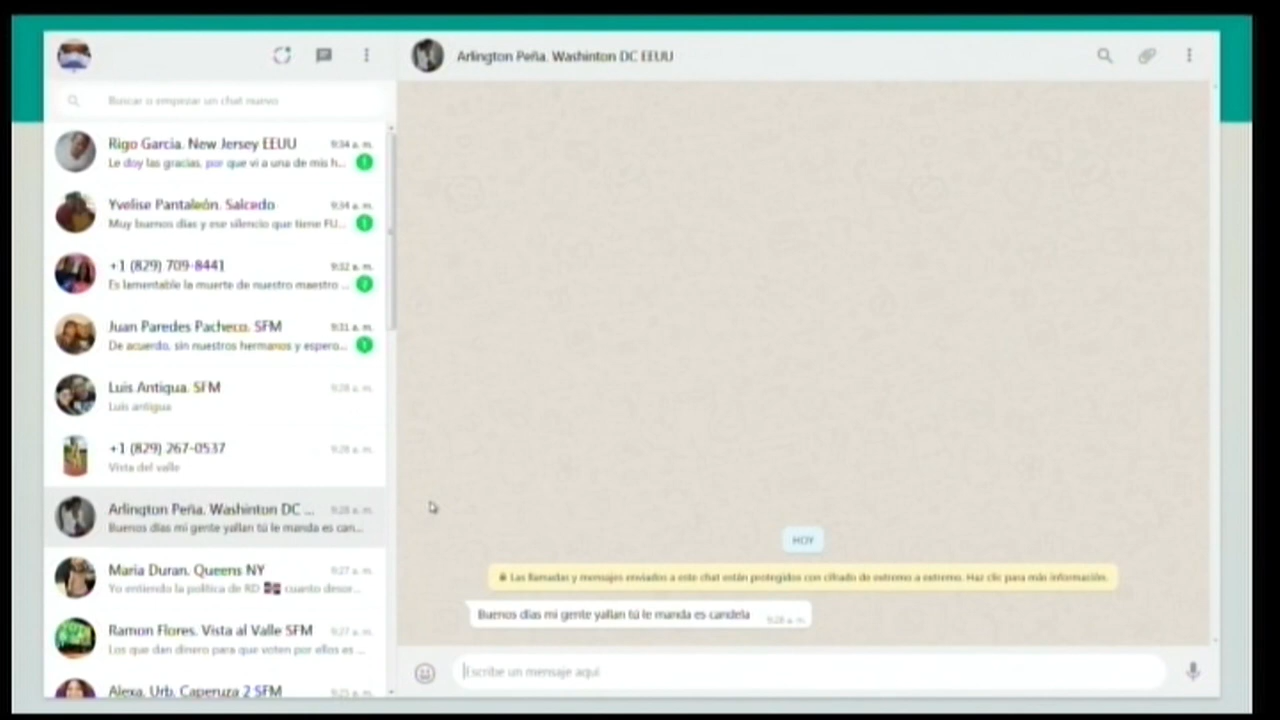 Arlington Peña. Washinton DC EEUU
Buscar o empezar un chat nuevo
Rigo Garcia. New Jersey EEUU 9:34 a. m.
Le doy las gracias, por que vi a una de mis h... 1
Yvelise Pantaleón. Salcedo 9:34 a. m.
Muy buenos días y ese silencio que tiene FU... 1
+1 (829) 709-8441 9:32 a. m.
Es lamentable la muerte de nuestro maestro ... 2
Juan Paredes Pacheco. SFM 9:31 a. m.
De acuerdo, sin nuestros hermanos y espero... 1
Luis Antigua. SFM 9:28 a. m.
Luis antigua
+1 (829) 267-0537 9:28 a. m.
Vista del valle
Arlington Peña. Washinton DC ... 9:28 a. m.
Buenos días mi gente yallan tú le manda es can...
Maria Duran. Queens NY 9:27 a. m.
Yo entiendo la política de RD cuanto desor...
Ramon Flores. Vista al Valle SFM 9:27 a. m.
Los que dan dinero para que voten por ellos es ...
Alexa. Urb. Caperuza 2 SFM 9:25 a. m.
HOY
Las llamadas y mensajes enviados a este chat están protegidos con cifrado de extremo a extremo. Haz clic para más información.
Buenos días mi gente yallan tú le manda es candela 9:28 a. m.
Escribe un mensaje aquí